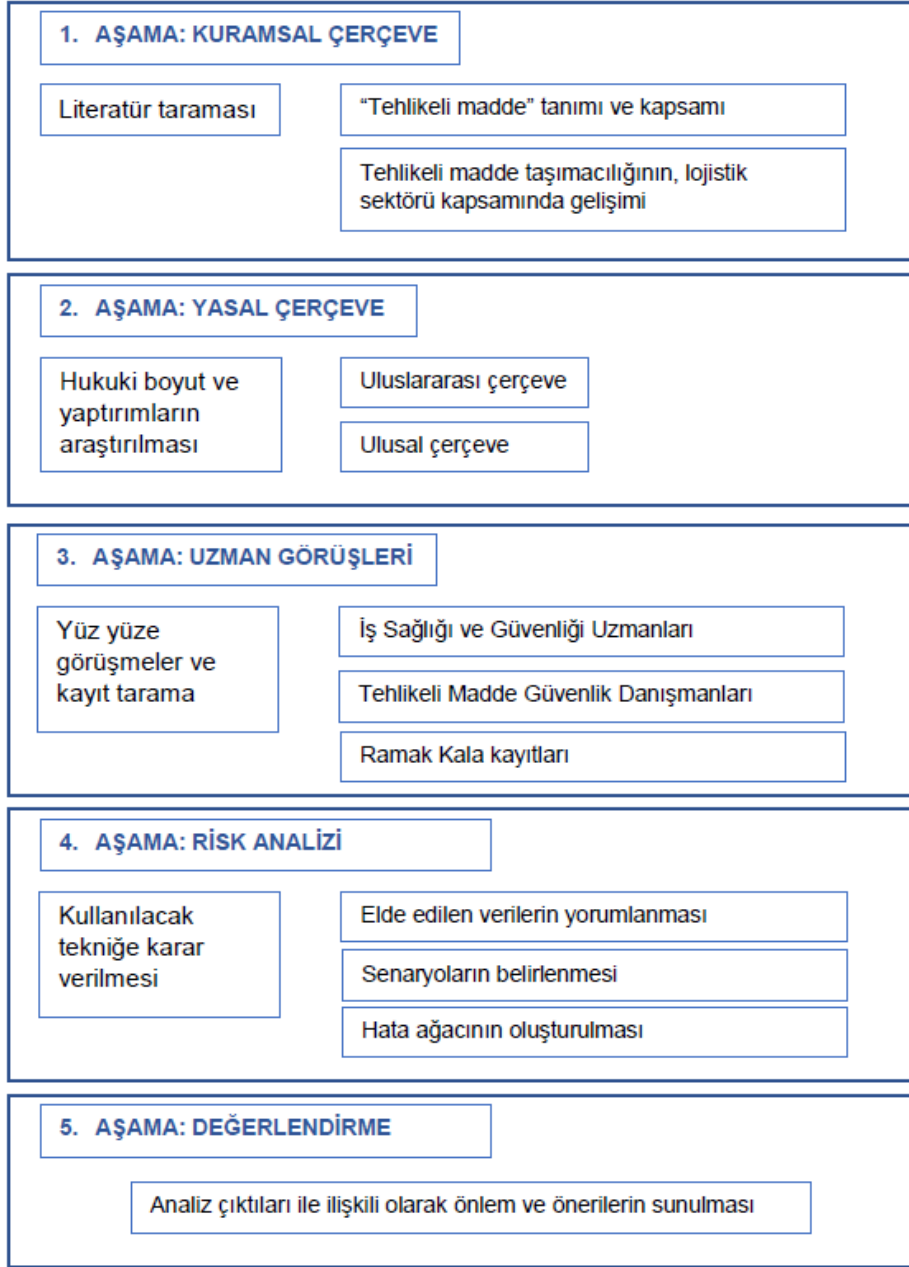 1. AŞAMA: KURAMSAL ÇERÇEVE
Literatür taraması
“Tehlikeli madde” tanımı ve kapsamı
Tehlikeli madde taşımacılığının, lojistik
sektörü kapsamında gelişimi
2. AŞAMA: YASAL ÇERÇEVE
Hukuki boyut ve
yaptırımların
araştırılması
Uluslararası çerçeve
Ulusal çerçeve
3. AŞAMA: UZMAN GÖRÜŞLERİ
Yüz yüze
görüşmeler ve
kayıt tarama
İş Sağlığı ve Güvenliği Uzmanları
Tehlikeli Madde Güvenlik Danışmanları
Ramak Kala kayıtları
4. AŞAMA: RİSK ANALİZİ
Kullanılacak
tekniğe karar
verilmesi
Elde edilen verilerin yorumlanması
Senaryoların belirlenmesi
Hata ağacının oluşturulması
5. AŞAMA: DEĞERLENDİRME
Analiz çıktıları ile ilişkili olarak önlem ve önerilerin sunulması